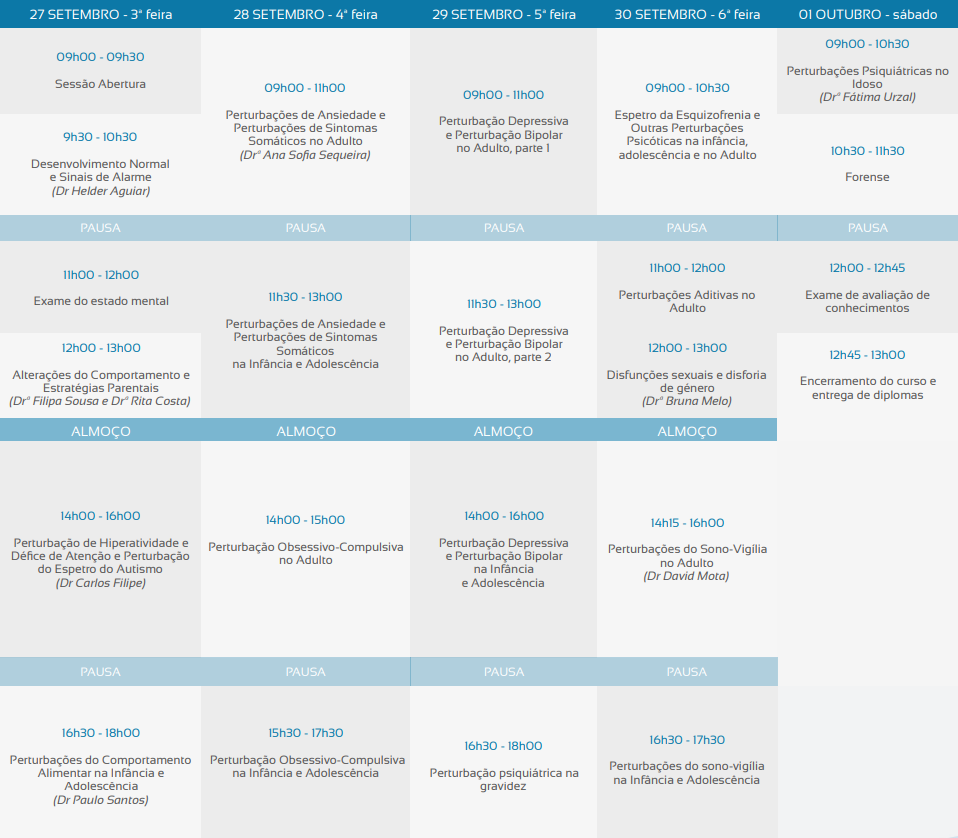 27 SETEMBRO - 3ª feira
09h00 - 09h30
Sessão Abertura
9h30 - 10h30
Desenvolvimento Normal
e Sinais de Alarme
(Dr Helder Aguiar)
PAUSA
11h00 - 12h00
Exame do estado mental
12h00 - 13h00
Alterações do Comportamento e
Estratégias Parentais
(Drª Filipa Sousa e Drª Rita Costa)
ALMOÇO
14h00 - 16h00
Perturbação de Hiperatividade e
Défice de Atenção e Perturbação
do Espetro do Autismo
(Dr Carlos Filipe)
PAUSA
16h30 - 18h00
Perturbações do Comportamento
Alimentar na Infância e
Adolescência
(Dr Paulo Santos)
28 SETEMBRO - 4ª feira
09h00 - 11h00
Perturbações de Ansiedade e
Perturbações de Sintomas
Somáticos no Adulto
(Drª Ana Sofia Sequeira)
PAUSA
11h30 - 13h00
Perturbações de Ansiedade e
Perturbações de Sintomas
Somáticos
na Infância e Adolescência
ALMOÇO
14h00 - 15h00
Perturbação Obsessivo-Compulsiva
no Adulto
PAUSA
15h30 - 17h30
Perturbação Obsessivo-Compulsiva
na Infância e Adolescência
29 SETEMBRO - 5ª feira
09h00 - 11h00
Perturbação Depressiva
e Perturbação Bipolar
no Adulto, parte 1
PAUSA
11h30 - 13h00
Perturbação Depressiva
e Perturbação Bipolar
no Adulto, parte 2
ALMOÇO
14h00 - 16h00
Perturbação Depressiva
e Perturbação Bipolar
na Infância
e Adolescência
PAUSA
16h30 - 18h00
Perturbação psiquiátrica na
gravidez
30 SETEMBRO - 6ª feira
09h00 - 10h30
Espetro da Esquizofrenia e
Outras Perturbações
Psicóticas na infância,
adolescência e no Adulto
PAUSA
11h00 - 12h00
Perturbações Aditivas no
Adulto
12h00 - 13h00
Disfunções sexuais e disforia
de género
(Drª Bruna Melo)
ALMOÇO
14h15 - 16h00
Perturbações do Sono-Vigília
no Adulto
(Dr David Mota)
PAUSA
16h30 - 17h30
Perturbações do sono-vigília
na Infância e Adolescência
01 OUTUBRO - sábado
09h00 - 10h30
Perturbações Psiquiátricas no
Idoso
(Drª Fátima Urzal)
10h30 - 11h30
Forense
PAUSA
12h00 - 12h45
Exame de avaliação de
conhecimentos
12h45 - 13h00
Encerramento do curso e
entrega de diplomas